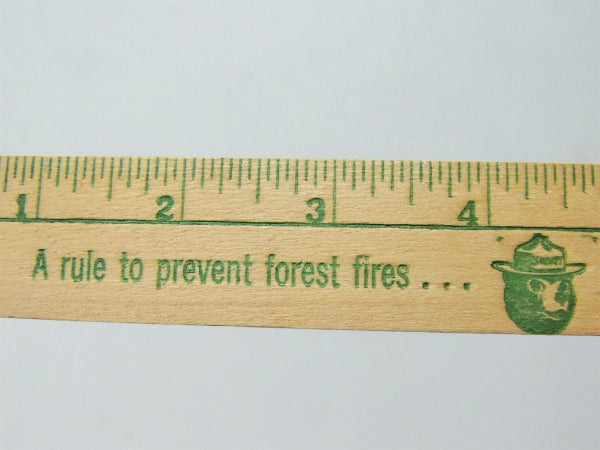 1 2 3 4
A rule to prevent forest fires . . .